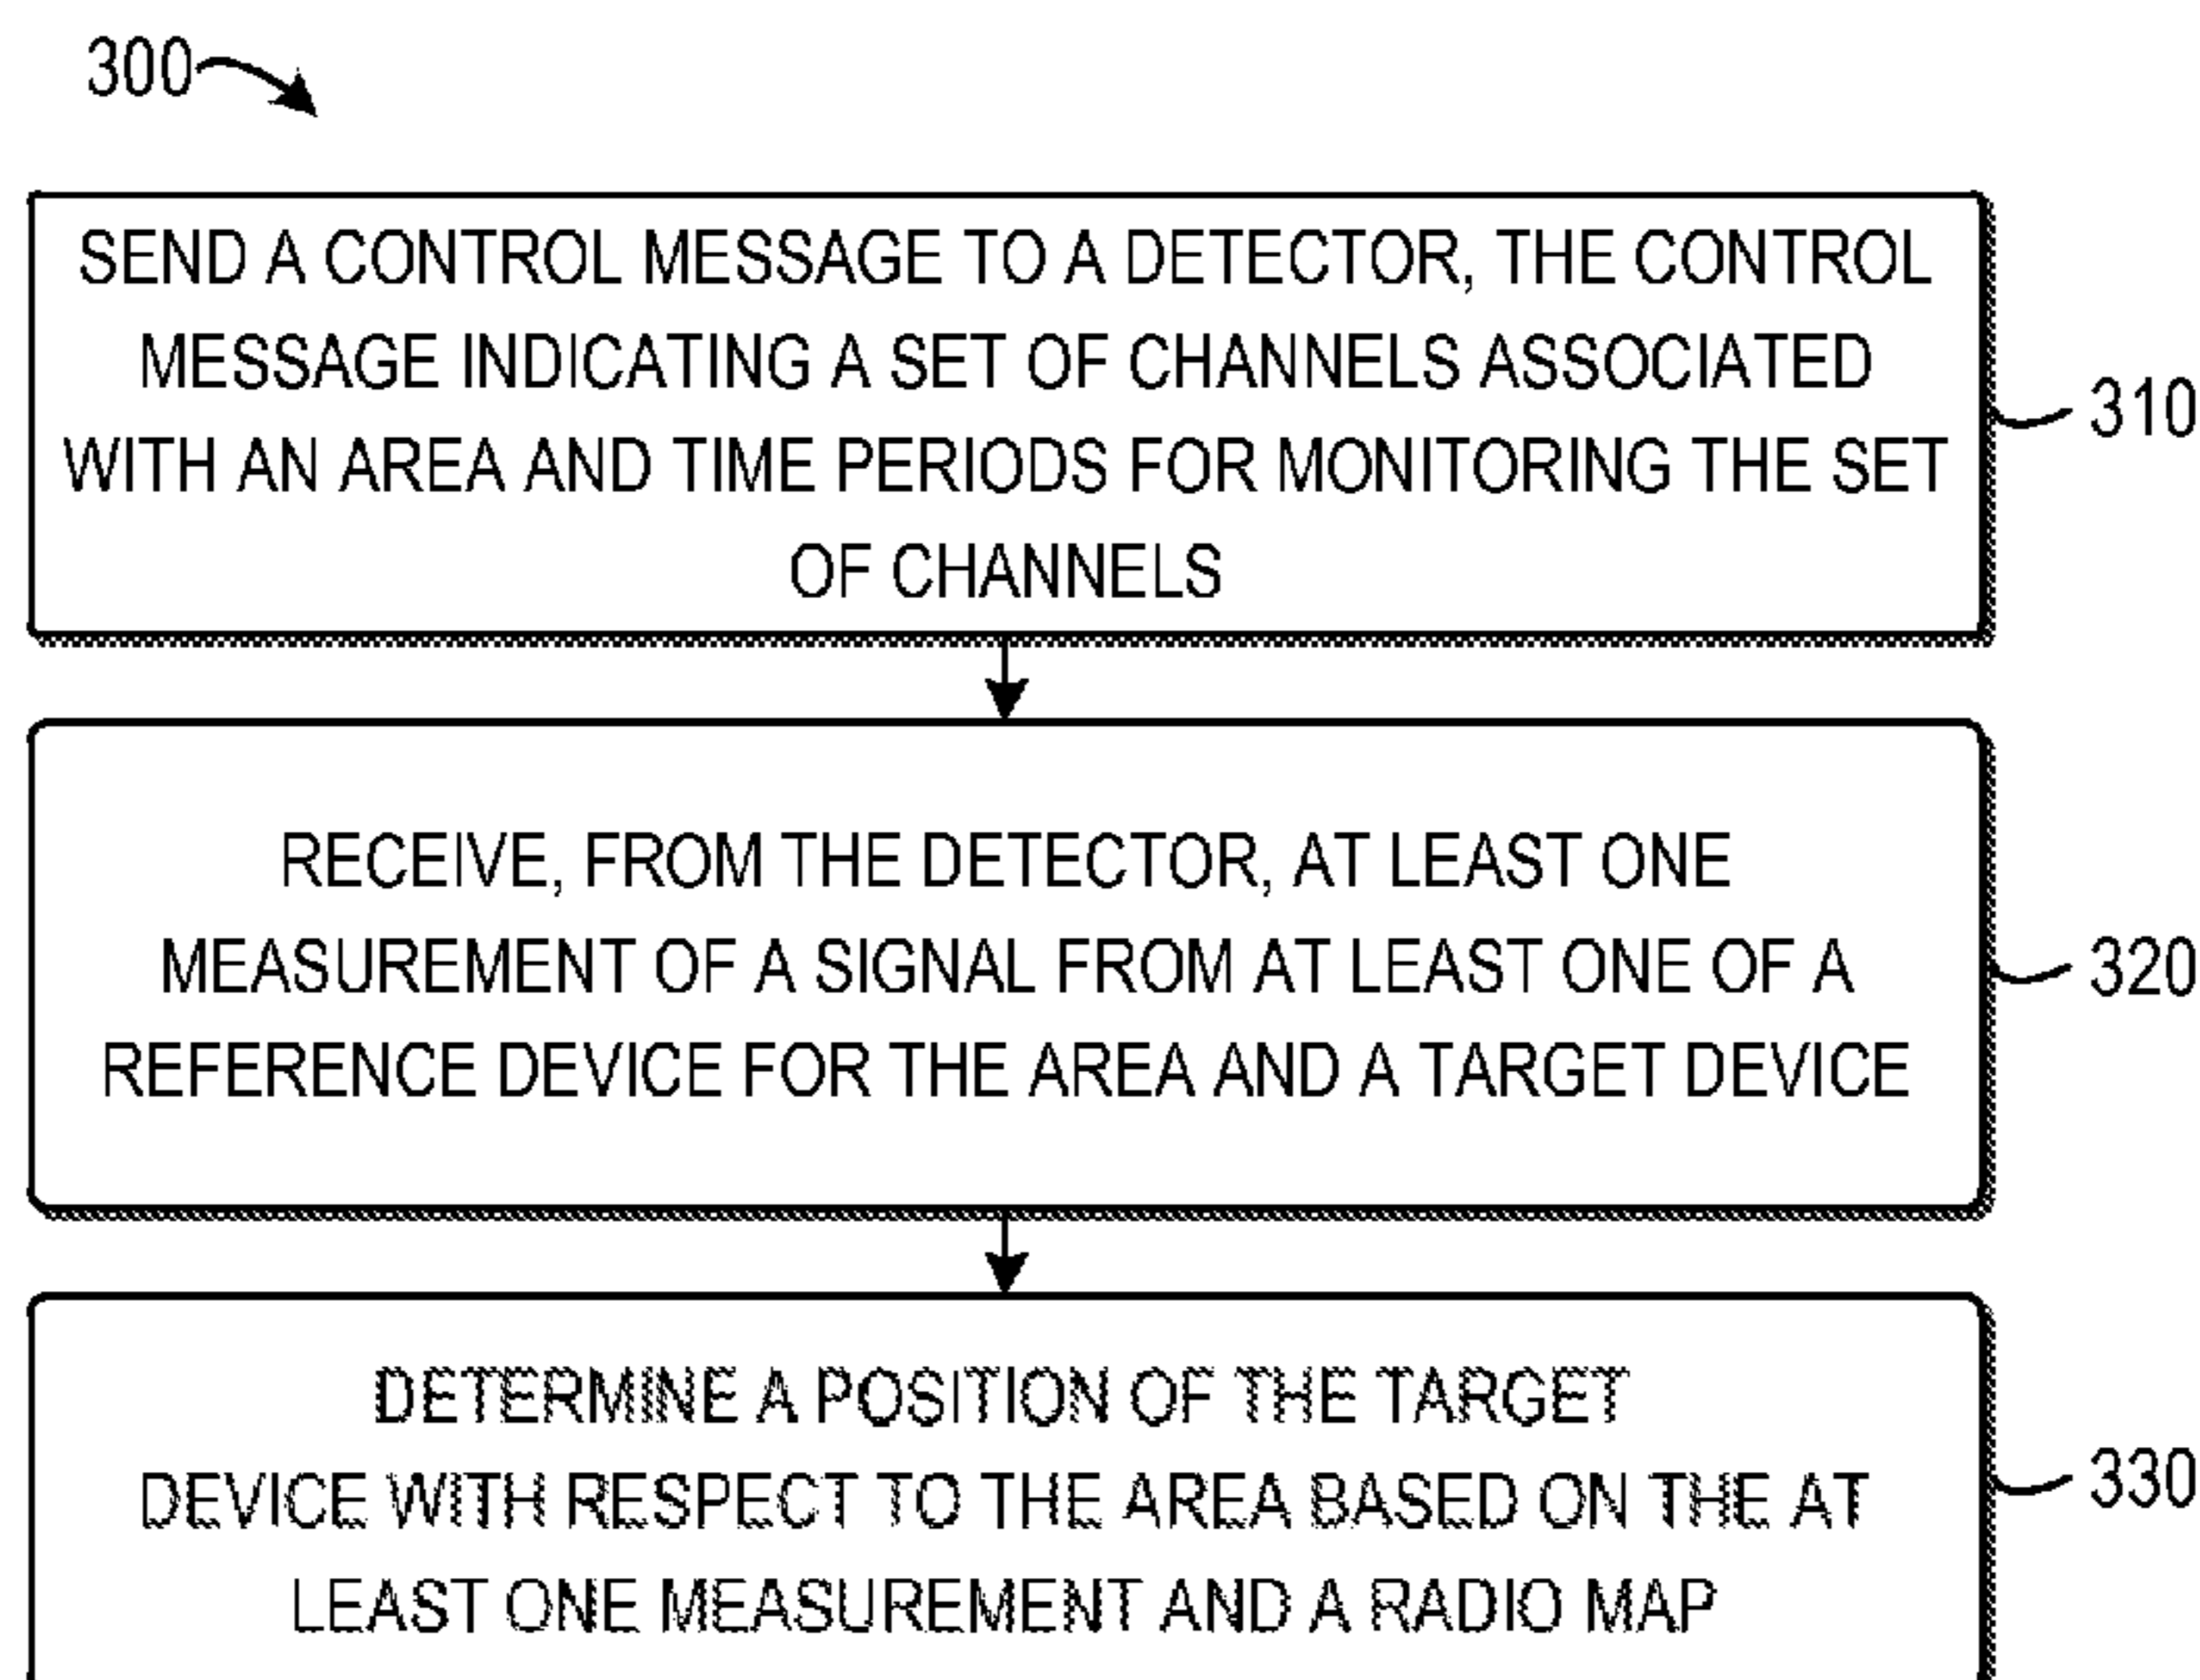 300
SEND A CONTROL MESSAGE TO A DETECTOR, THE CONTROL
MESSAGE INDICATING A SET OF CHANNELS ASSOCIATED
WITH AN AREA AND TIME PERIODS FOR MONITORING THE SET
OF CHANNELS
310
RECEIVE, FROM THE DETECTOR, AT LEAST ONE
MEASUREMENT OF A SIGNAL FROM AT LEAST ONE OF A
REFERENCE DEVICE FOR THE AREA AND A TARGET DEVICE
320
DETERMINE A POSITION OF THE TARGET
DEVICE WITH RESPECT TO THE AREA BASED ON THE AT
LEAST ONE MEASUREMENT AND A RADIO MAP
330